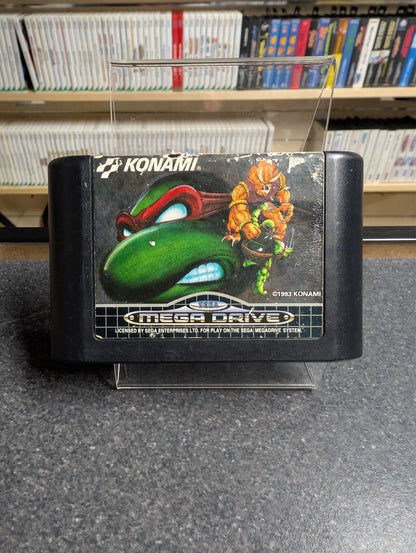 KONAMI
©1993 KONAMI
SEGA
MEGA DRIVE
LICENSED BY SEGA ENTERPRISES LTD. FOR PLAY ON THE SEGA MEGADRIVE SYSTEM.